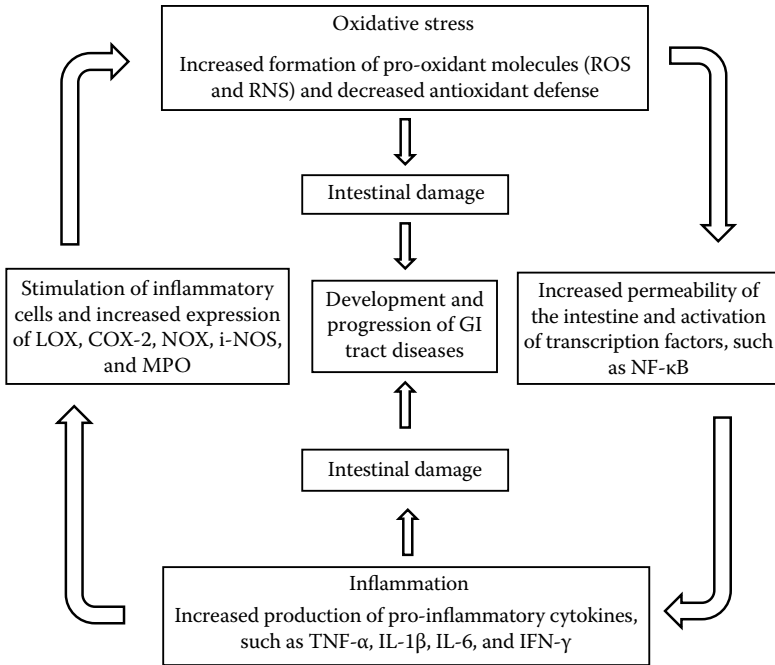 Oxidative stress
Increased formation of pro-oxidant molecules (ROS
and RNS) and decreased antioxidant defense
Intestinal damage
Stimulation of inflammatory
cells and increased expression
of LOX, COX-2, NOX, i-NOS,
and MPO
Development and
progression of GI
tract diseases
Increased permeability of
the intestine and activation
of transcription factors, such
as NF-κB
Intestinal damage
Inflammation
Increased production of pro-inflammatory cytokines,
such as TNF-α, IL-1β, IL-6, and IFN-γ